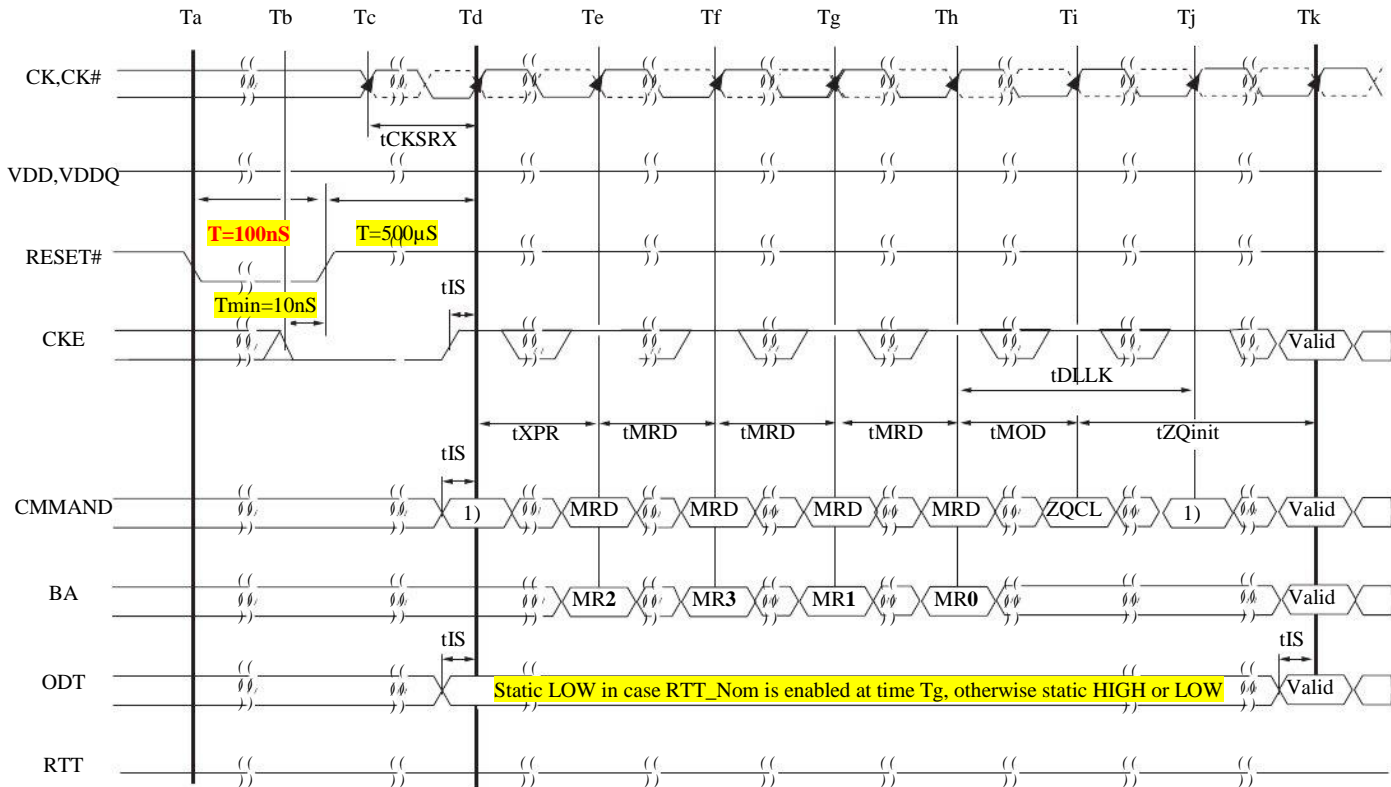 Ta Tb Tc Td Te Tf Tg Th Ti Tj Tk
CK,CK#
tCKSRX
VDD,VDDQ
T=100nS T=500µS
RESET#
Tmin=10nS tIS
CKE Valid
tDLLK
tXPR tMRD tMRD tMRD tMOD tZQinit
tIS
CMMAND 1) MRD MRD MRD MRD ZQCL 1) Valid
BA MR2 MR3 MR1 MR0 Valid
tIS tIS
ODT Static LOW in case RTT_Nom is enabled at time Tg, otherwise static HIGH or LOW Valid
RTT